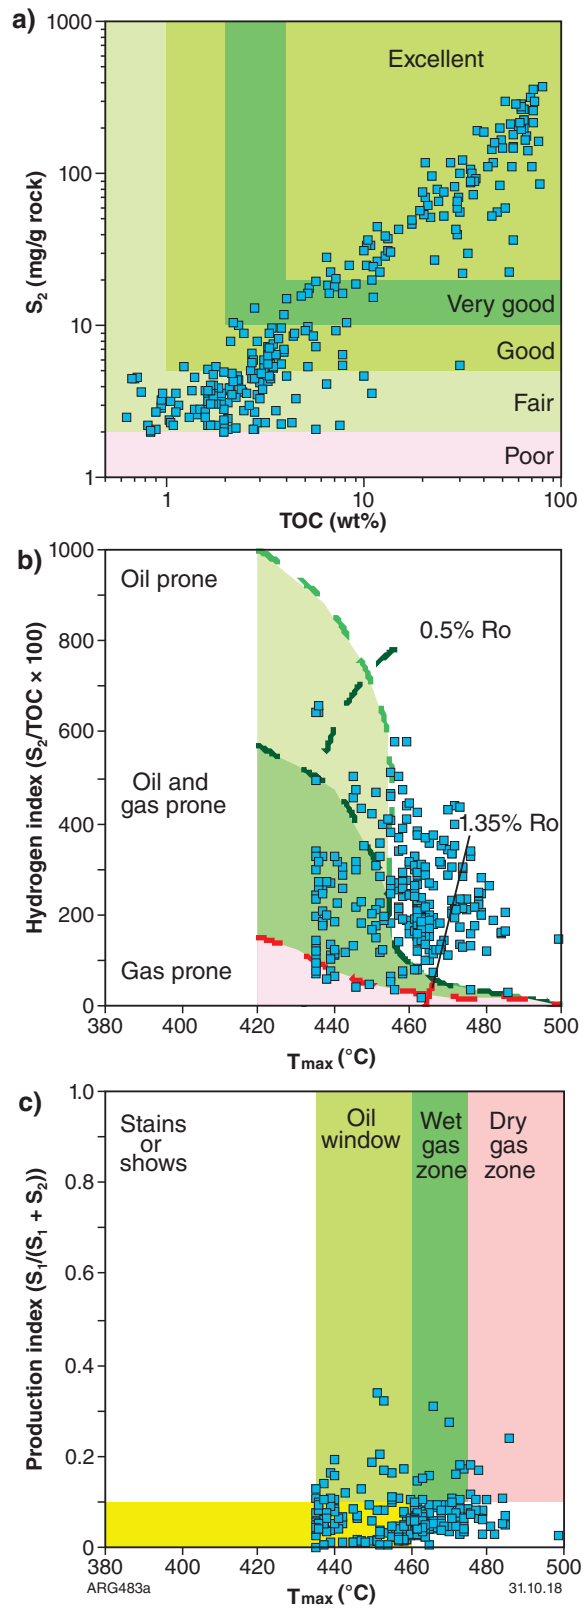 a)
1000
100
10
1
S₂ (mg/g rock)
Excellent
Very good
Good
Fair
Poor
1
10
100
TOC (wt%)
b)
1000
800
600
400
200
0
Hydrogen index (S₂/TOC × 100)
Oil prone
0.5% Ro
Oil and
gas prone
1.35% Ro
Gas prone
380
400
420
440
460
480
500
Tmax (°C)
c)
1.0
0.8
0.6
0.4
0.2
0
Production index (S₁/(S₁ + S₂))
Stains
or
shows
Oil
window
Wet
gas
zone
Dry
gas
zone
380
400
420
440
460
480
500
Tmax (°C)
ARG483a
31.10.18